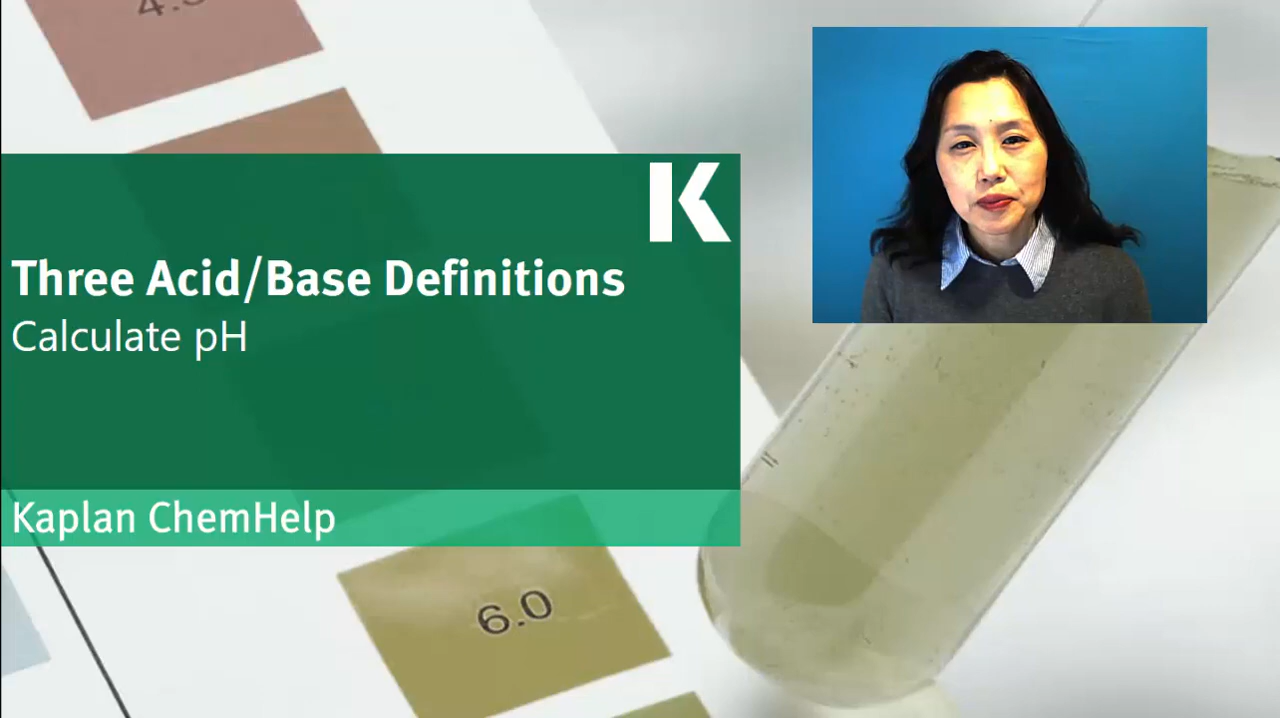 K
Three Acid/Base Definitions
Calculate pH
Kaplan ChemHelp
6.0